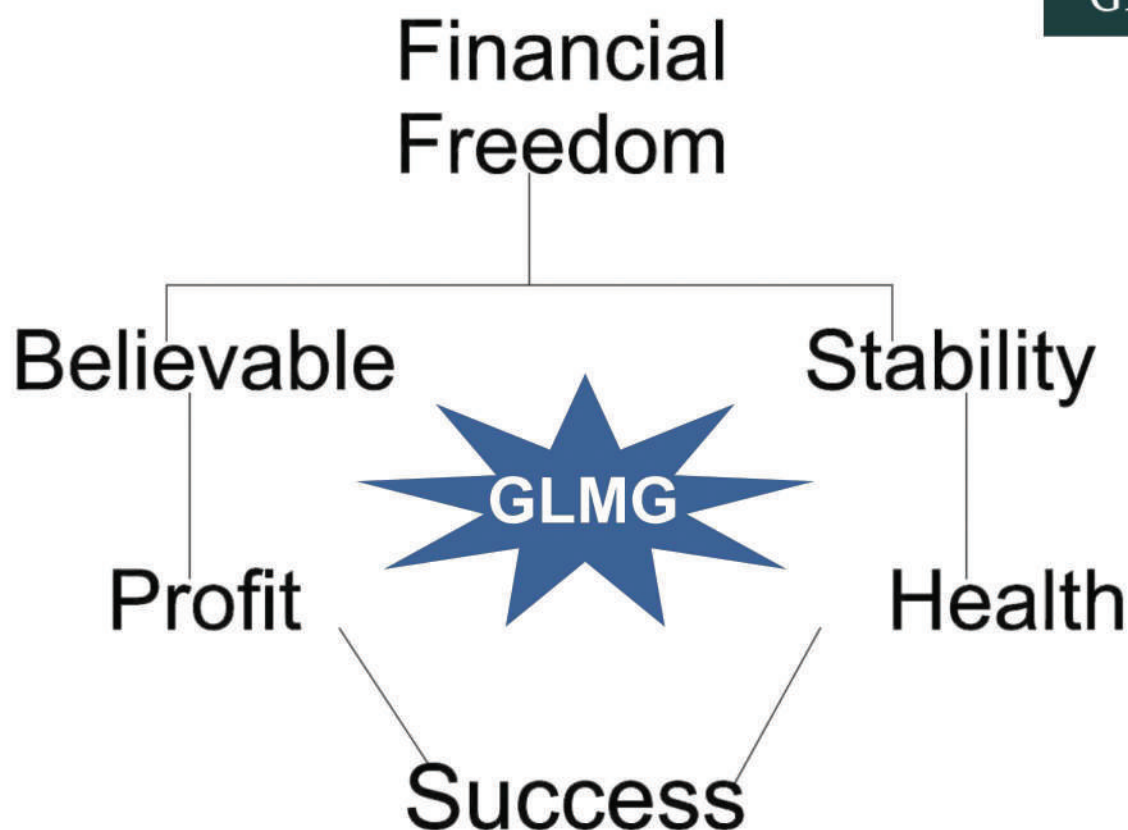 Financial
Freedom
Believable
Stability
GLMG
Profit
Health
Success